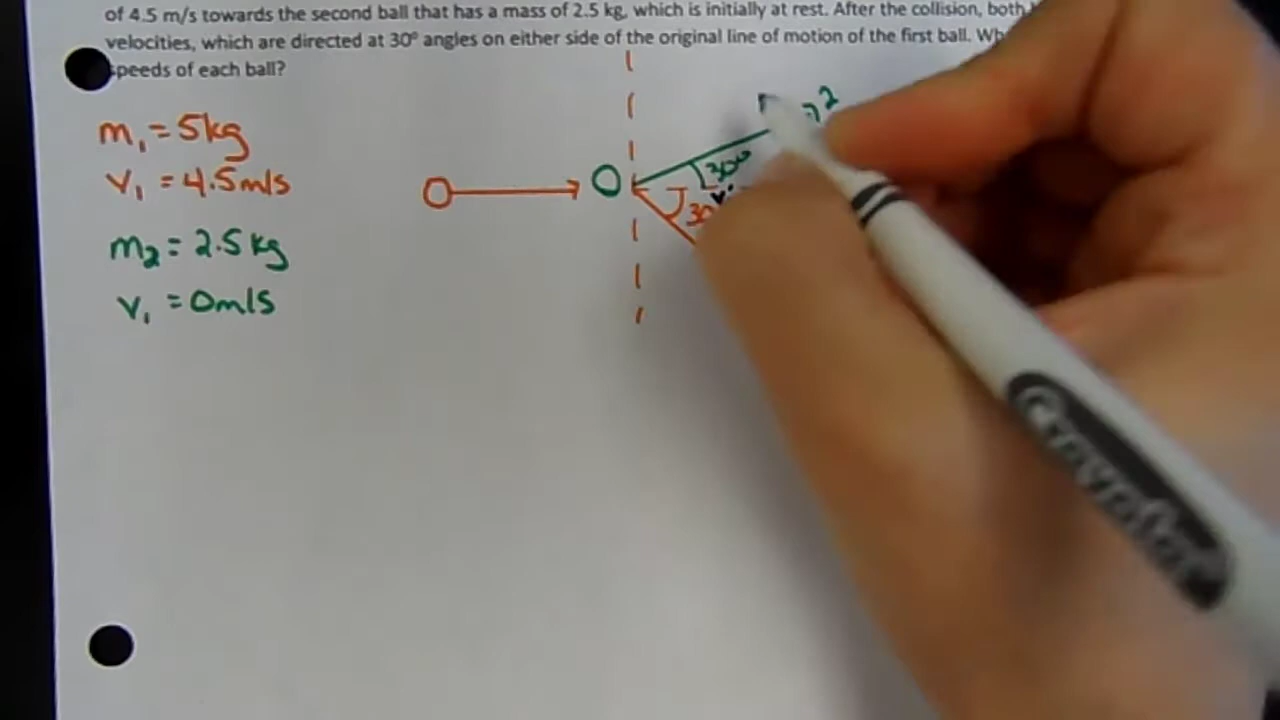 of 4.5 m/s towards the second ball that has a mass of 2.5 kg, which is initially at rest. After the collision, both
velocities, which are directed at 30° angles on either side of the original line of motion of the first ball.
speeds of each ball?
m₁ = 5kg
v₁ = 4.5m/s
m₂ = 2.5kg
v₁ = 0m/s
2
30°
30
Crayola